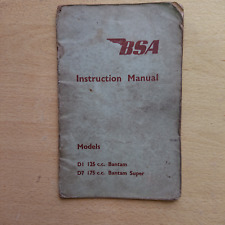 BSA
Instruction Manual
Models
D1 125 c.c. Bantam
D7 175 c.c. Bantam Super